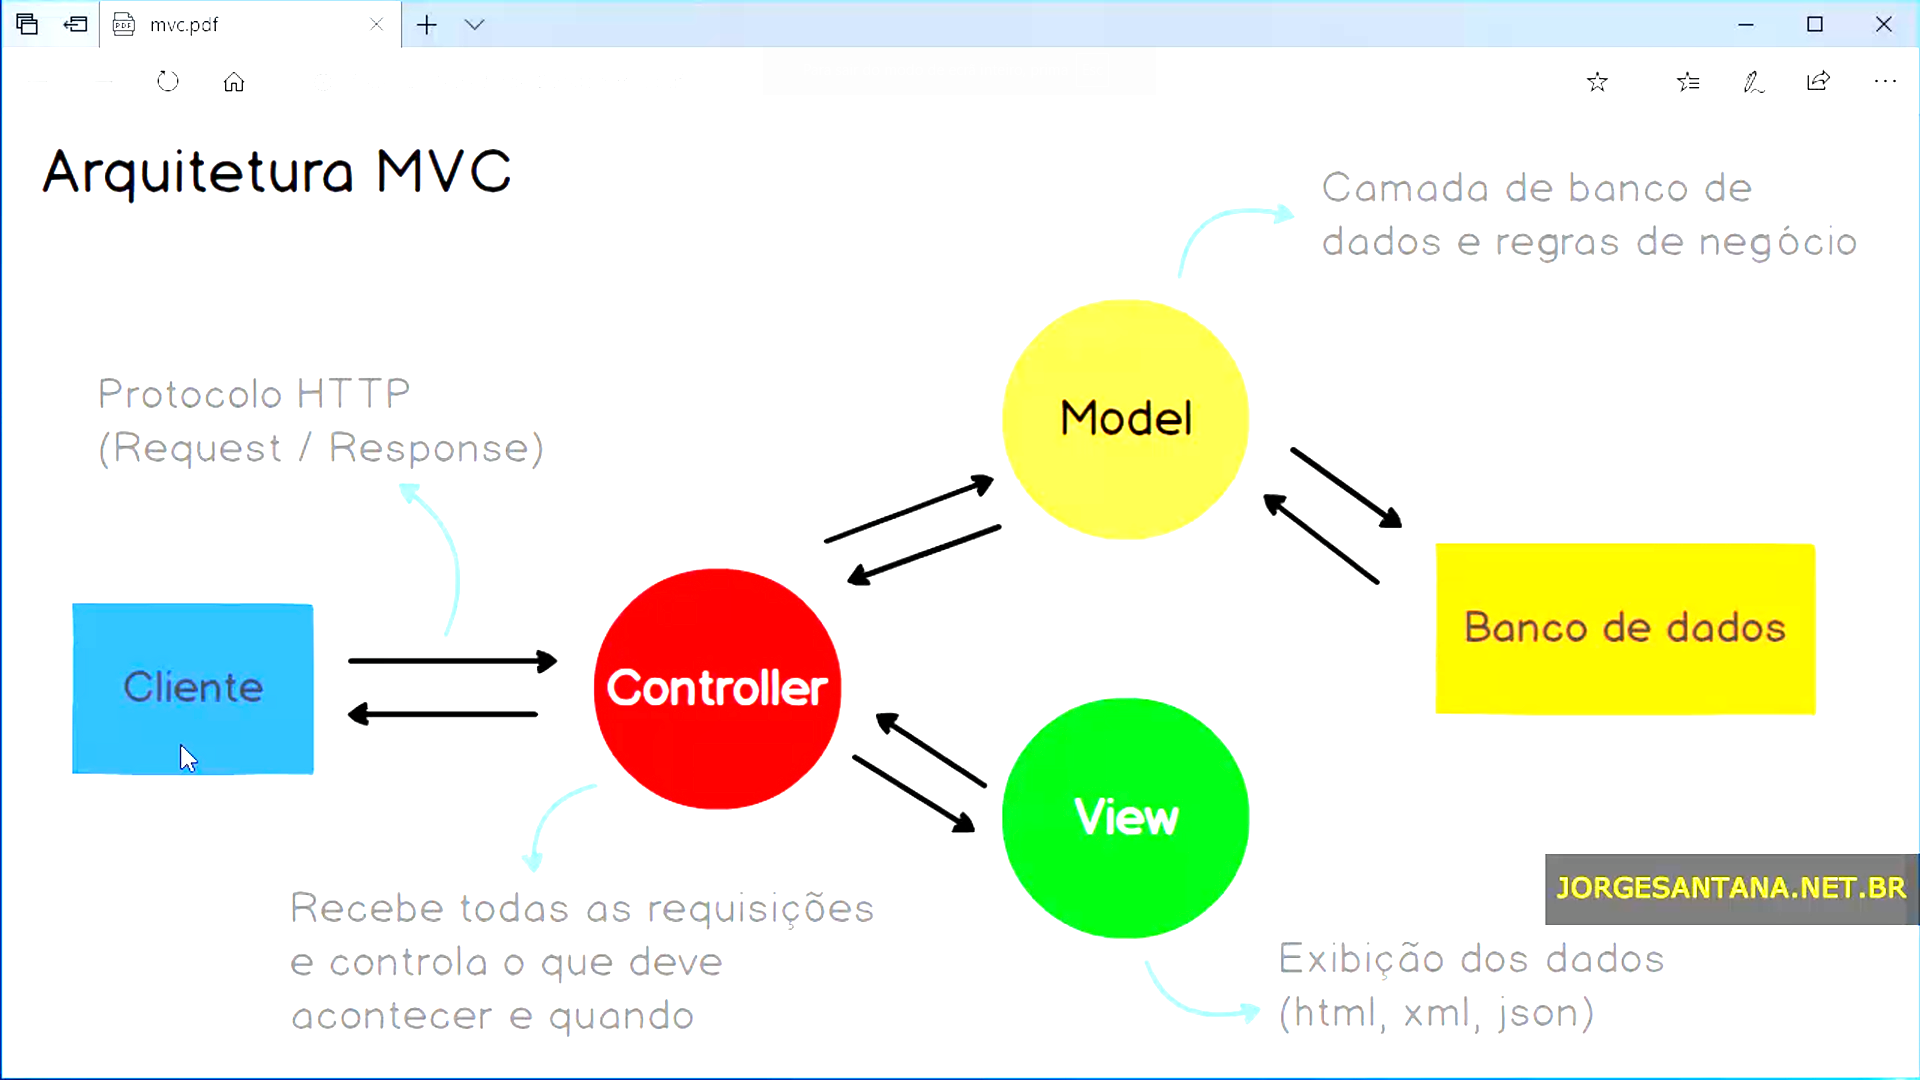 mvc.pdf
Arquitetura MVC
Camada de banco de
dados e regras de negócio
Protocolo HTTP
(Request / Response)
Model
Banco de dados
Cliente
Controller
View
JORGESANTANA.NET.BR
Recebe todas as requisições
e controla o que deve
acontecer e quando
Exibição dos dados
(html, xml, json)